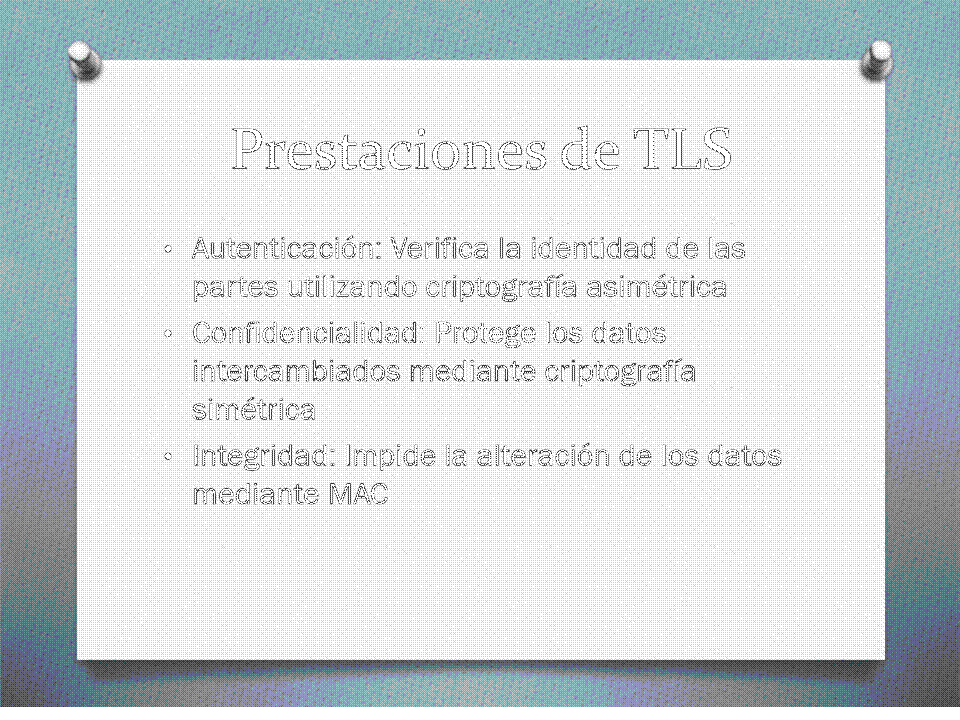 Prestaciones de TLS
• Autenticación: Verifica la identidad de las
partes utilizando criptografía asimétrica
• Confidencialidad: Protege los datos
intercambiados mediante criptografía
simétrica
• Integridad: Impide la alteración de los datos
mediante MAC